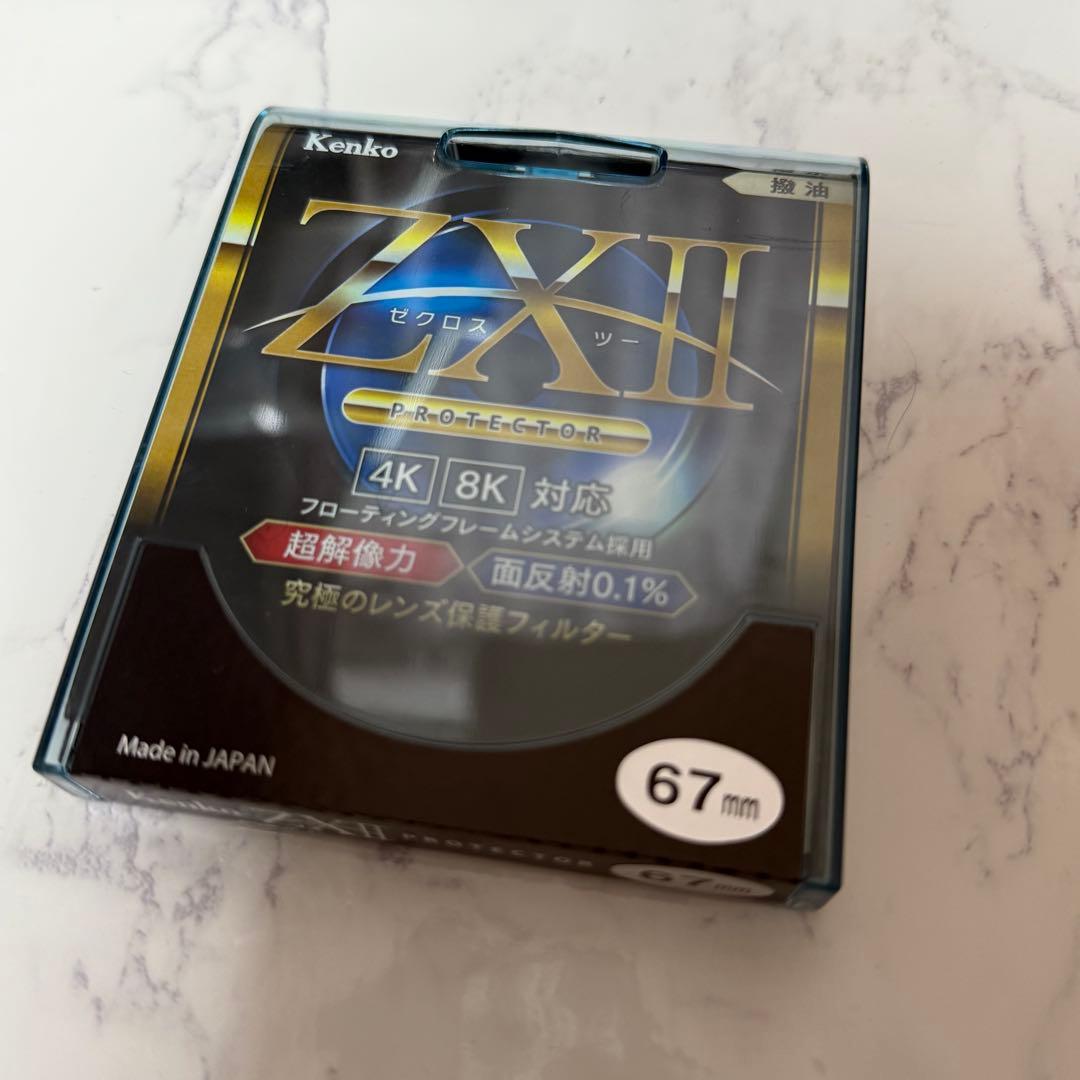 Kenko
撥油
ZXII
ゼクロス ツー
PROTECTOR
4K 8K 対応
フローティングフレームシステム採用
超解像力 面反射0.1%
究極のレンズ保護フィルター
Made in JAPAN
67mm
Kenko ZXII PROTECTOR 67mm